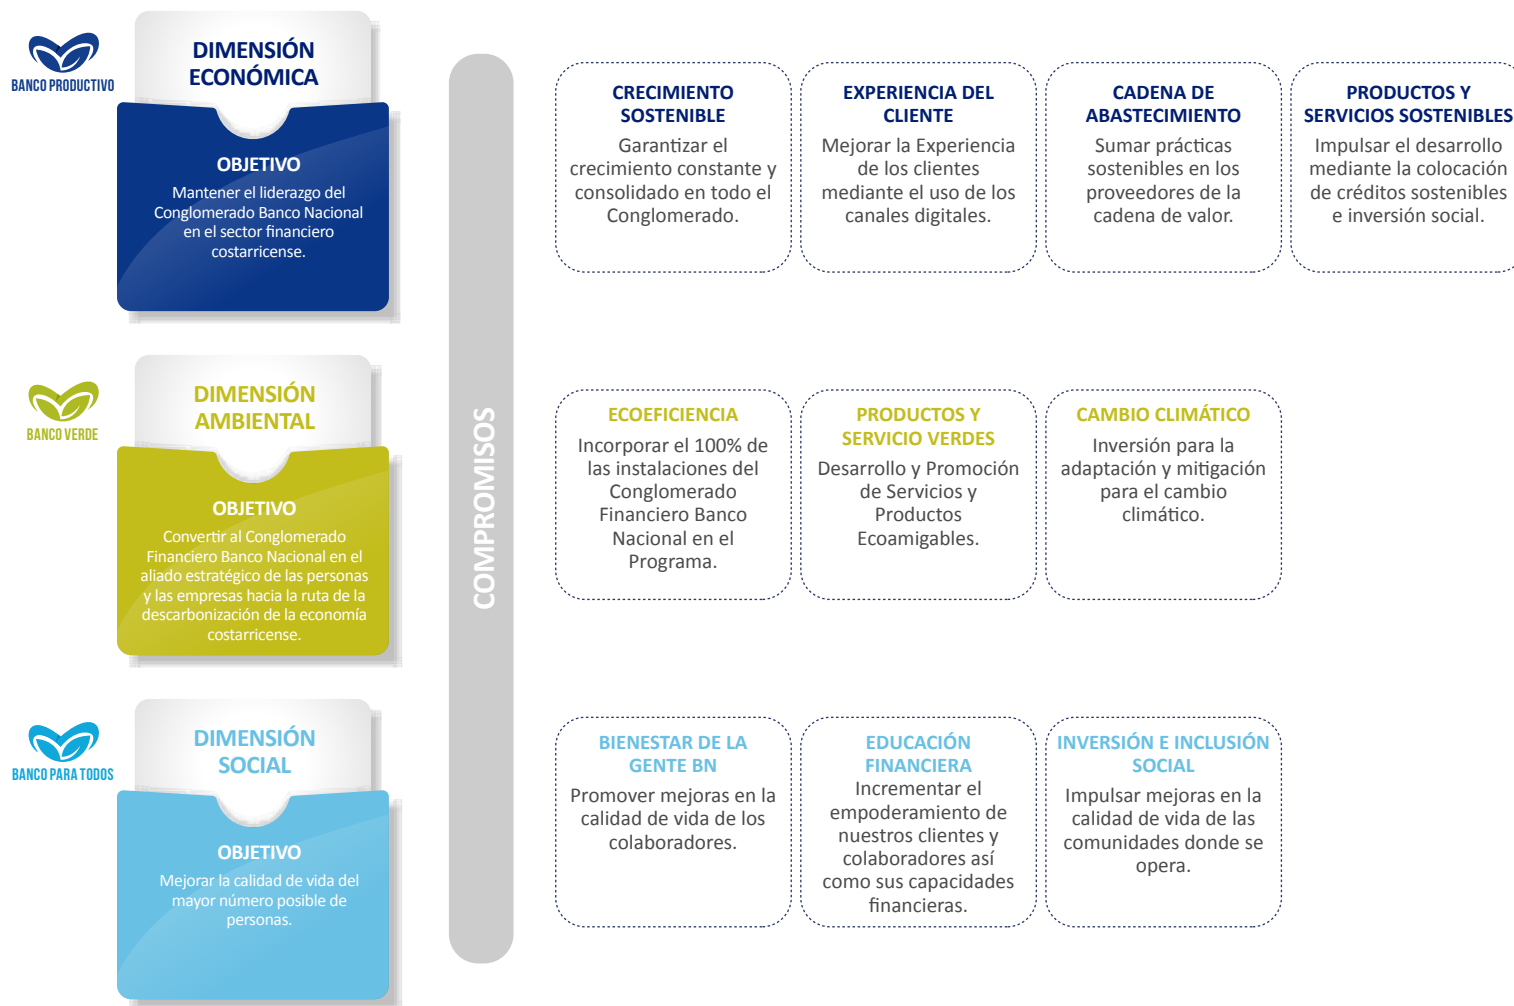 BANCO PRODUCTIVO
DIMENSIÓN
ECONÓMICA
OBJETIVO
Mantener el liderazgo del
Conglomerado Banco Nacional
en el sector financiero
costarricense.
BANCO VERDE
DIMENSIÓN
AMBIENTAL
OBJETIVO
Convertir al Conglomerado
Financiero Banco Nacional en el
aliado estratégico de las personas
y las empresas hacia la ruta de la
descarbonización de la economía
costarricense.
BANCO PARA TODOS
DIMENSIÓN
SOCIAL
OBJETIVO
Mejorar la calidad de vida del
mayor número posible de
personas.
COMPROMISOS
CRECIMIENTO
SOSTENIBLE
Garantizar el
crecimiento constante y
consolidado en todo el
Conglomerado.
EXPERIENCIA DEL
CLIENTE
Mejorar la Experiencia
de los clientes
mediante el uso de los
canales digitales.
CADENA DE
ABASTECIMIENTO
Sumar prácticas
sostenibles en los
proveedores de la
cadena de valor.
PRODUCTOS Y
SERVICIOS SOSTENIBLES
Impulsar el desarrollo
mediante la colocación
de créditos sostenibles
e inversión social.
ECOEFICIENCIA
Incorporar el 100% de
las instalaciones del
Conglomerado
Financiero Banco
Nacional en el
Programa.
PRODUCTOS Y
SERVICIO VERDES
Desarrollo y Promoción
de Servicios y
Productos
Ecoamigables.
CAMBIO CLIMÁTICO
Inversión para la
adaptación y mitigación
para el cambio
climático.
BIENESTAR DE LA
GENTE BN
Promover mejoras en la
calidad de vida de los
colaboradores.
EDUCACIÓN
FINANCIERA
Incrementar el
empoderamiento de
nuestros clientes y
colaboradores así
como sus capacidades
financieras.
INVERSIÓN E INCLUSIÓN
SOCIAL
Impulsar mejoras en la
calidad de vida de las
comunidades donde se
opera.